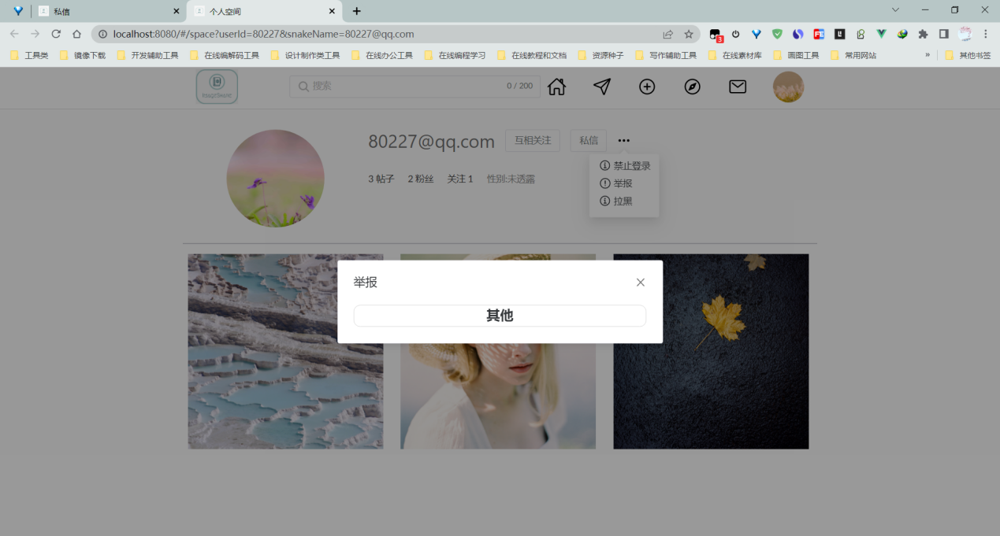 私信
个人空间
localhost:8080/#/space?userId=80227&snakeName=80227@qq.com
3
工具类
镜像下载
开发辅助工具
在线编解码工具
设计制作类工具
在线办公工具
在线编程学习
在线教程和文档
资源种子
写作辅助工具
在线素材库
画图工具
常用网站
»
其他书签
搜索
0 / 200
80227@qq.com
互相关注
私信
3 帖子
2 粉丝
关注 1
性别:未透露
禁止登录
举报
拉黑
举报
其他